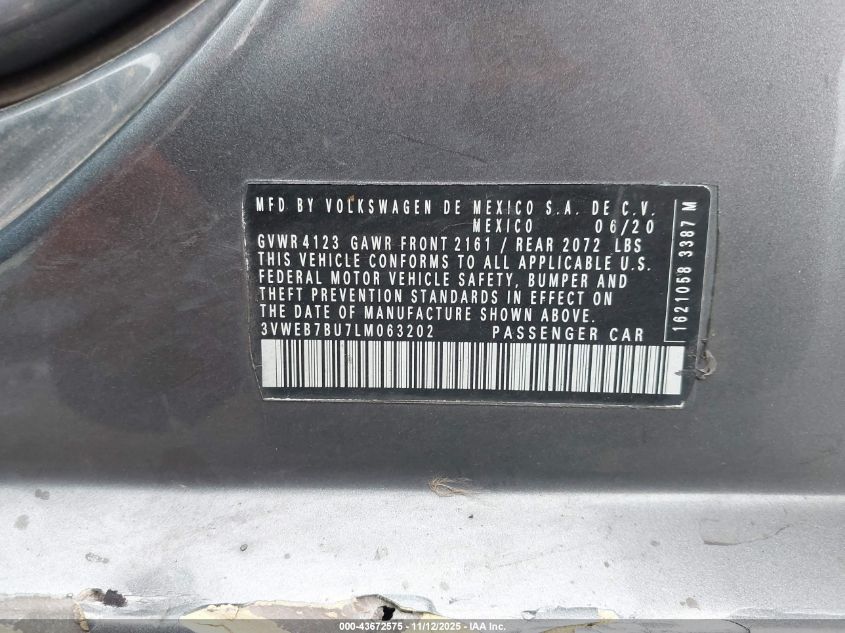 MFD BY VOLKSWAGEN DE MEXICO S.A. DE C.V.
MEXICO 06/20
GVWR 4123 GAWR FRONT 2161 / REAR 2072 LBS
THIS VEHICLE CONFORMS TO ALL APPLICABLE U.S.
FEDERAL MOTOR VEHICLE SAFETY, BUMPER AND
THEFT PREVENTION STANDARDS IN EFFECT ON
THE DATE OF MANUFACTURE SHOWN ABOVE.
3VWEB7BU7LM063202 PASSENGER CAR
1621058 3387 M
000-43672575 - 11/12/2025 - IAA Inc.